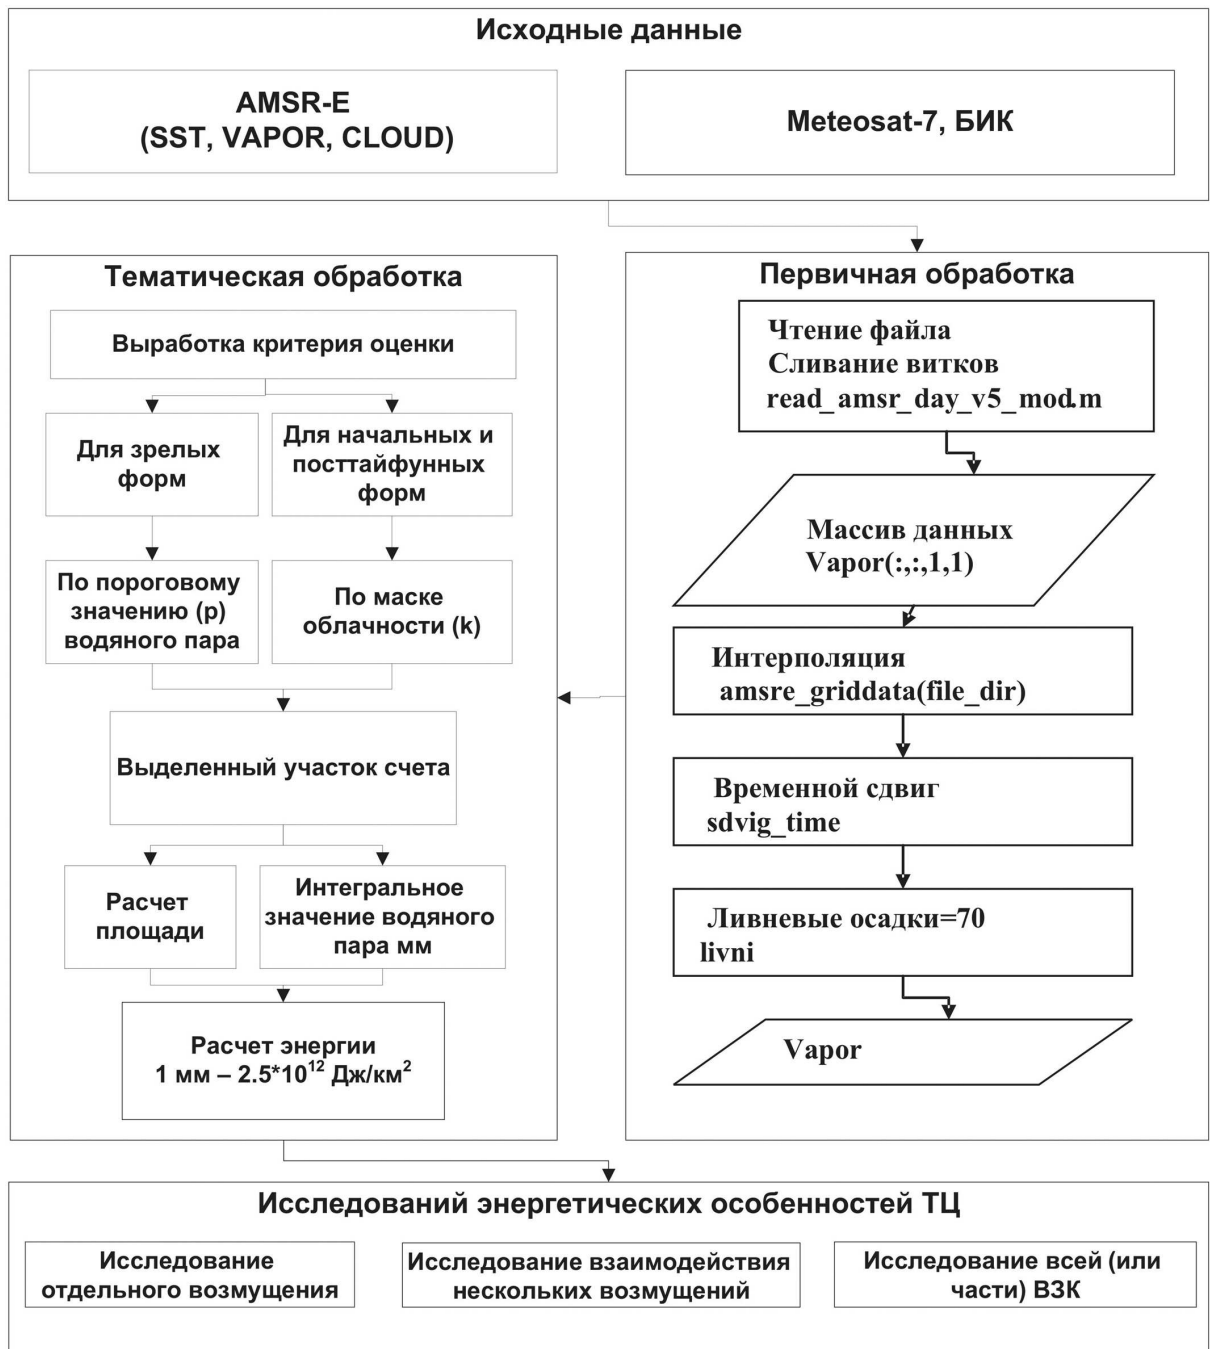 Исходные данные
AMSR-E
(SST, VAPOR, CLOUD)
Meteosat-7, БИК
Тематическая обработка
Выработка критерия оценки
Для зрелых
форм
Для начальных и
посттайфунных
форм
По пороговому
значению (p)
водяного пара
По маске
облачности (k)
Выделенный участок счета
Расчет
площади
Интегральное
значение водяного
пара мм
Расчет энергии
1 мм – 2.5*10¹² Дж/км²
Первичная обработка
Чтение файла
Сливание витков
read_amsr_day_v5_mod.m
Массив данных
Vapor(:,:,1,1)
Интерполяция
amsre_griddata(file_dir)
Временной сдвиг
sdvig_time
Ливневые осадки=70
livni
Vapor
Исследований энергетических особенностей ТЦ
Исследование
отдельного возмущения
Исследование взаимодействия
нескольких возмущений
Исследование всей (или
части) ВЗК